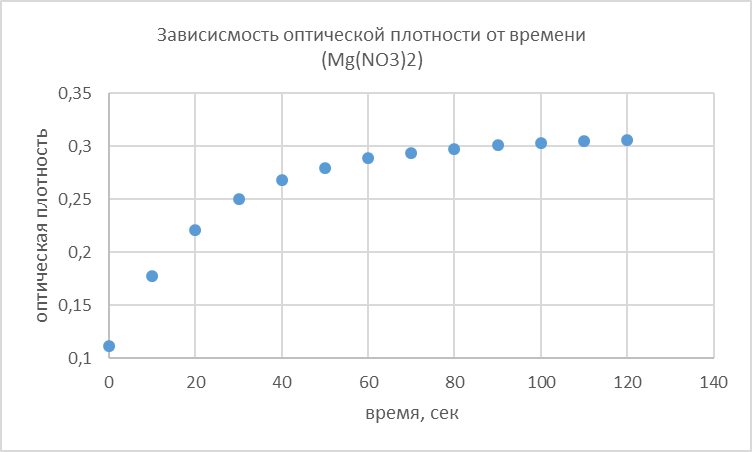 Зависисмость оптической плотности от времени
(Mg(NO3)2)
оптическая плотность
0,35
0,3
0,25
0,2
0,15
0,1
0 20 40 60 80 100 120 140
время, сек